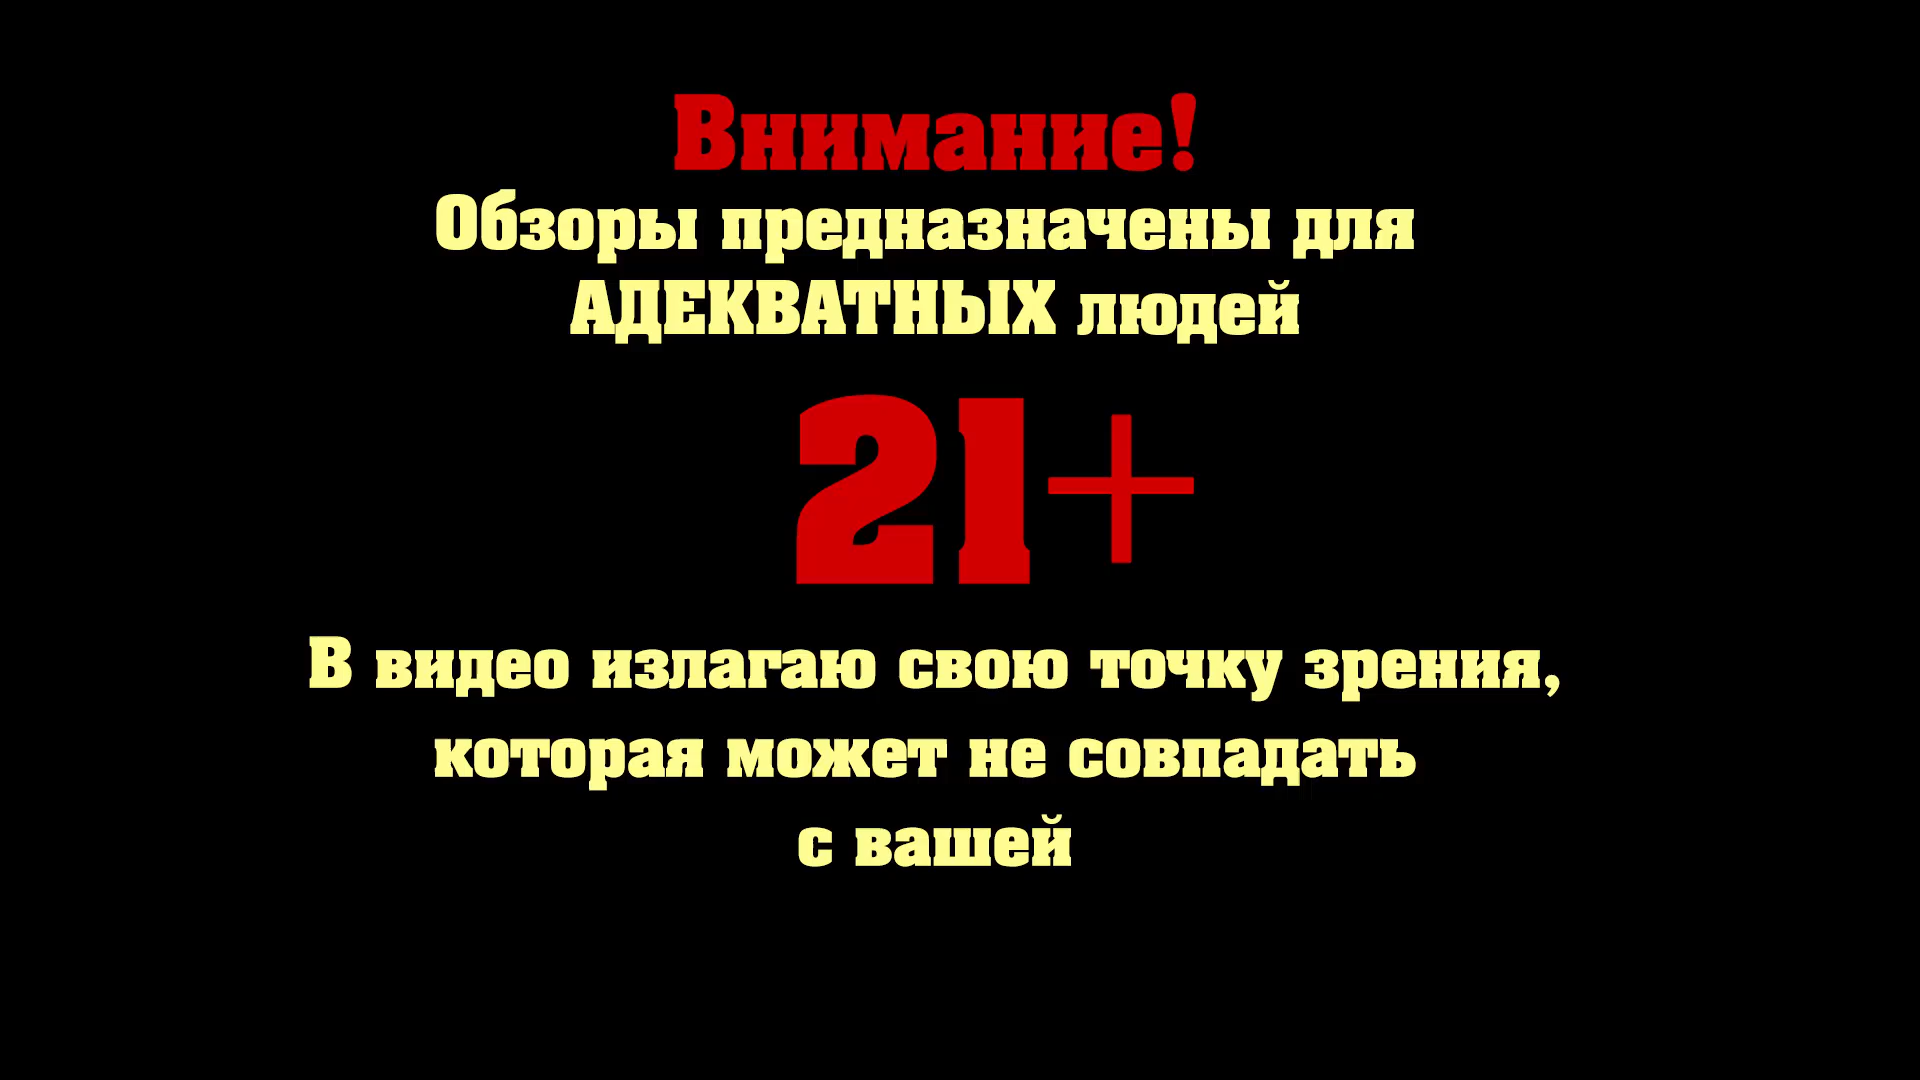 Внимание!
Обзоры предназначены для
АДЕКВАТНЫХ людей
21+
В видео излагаю свою точку зрения,
которая может не совпадать
с вашей